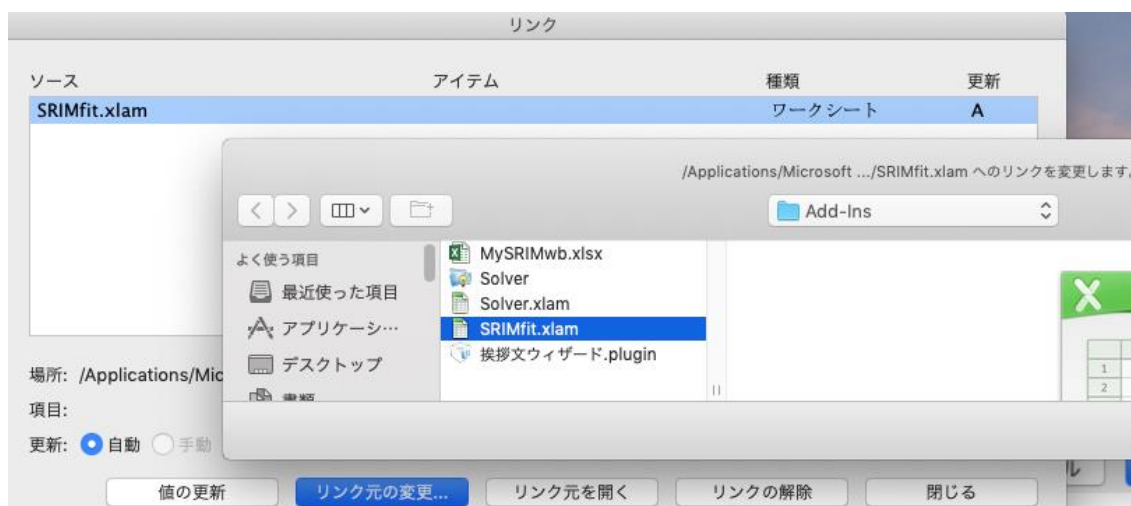 リンク
ソース アイテム 種類 更新
SRIMfit.xlam ワークシート A
/Applications/Microsoft .../SRIMfit.xlam へのリンクを変更します。
Add-Ins
よく使う項目
最近使った項目
アプリケーシ…
デスクトップ
書類
MySRIMwb.xlsx
Solver
Solver.xlam
SRIMfit.xlam
挨拶文ウィザード.plugin
1
2
場所: /Applications/Mic
項目:
更新: 自動 手動
値の更新 リンク元の変更... リンク元を開く リンクの解除 閉じる
ル